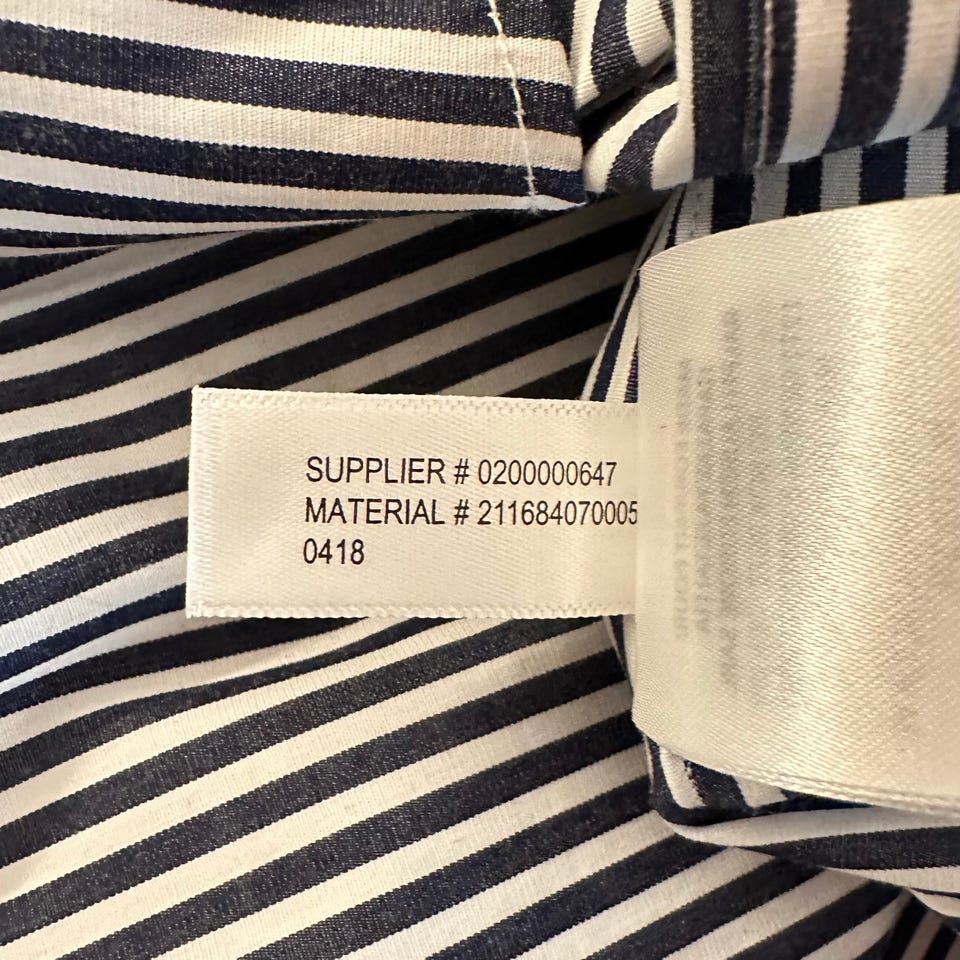 SUPPLIER # 0200000647
MATERIAL # 211684070005
0418